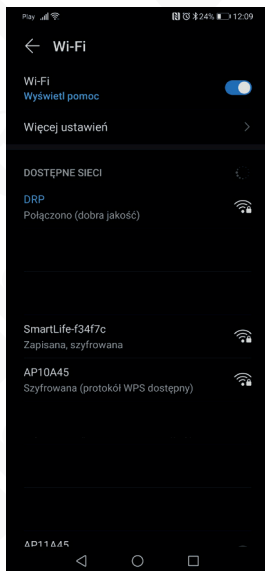 Play 24% 12:09
Wi-Fi
Wi-Fi
Wyświetl pomoc
Więcej ustawień
DOSTĘPNE SIECI
DRP
Połączono (dobra jakość)
SmartLife-f34f7c
Zapisana, szyfrowana
AP10A45
Szyfrowana (protokół WPS dostępny)
AP11A45